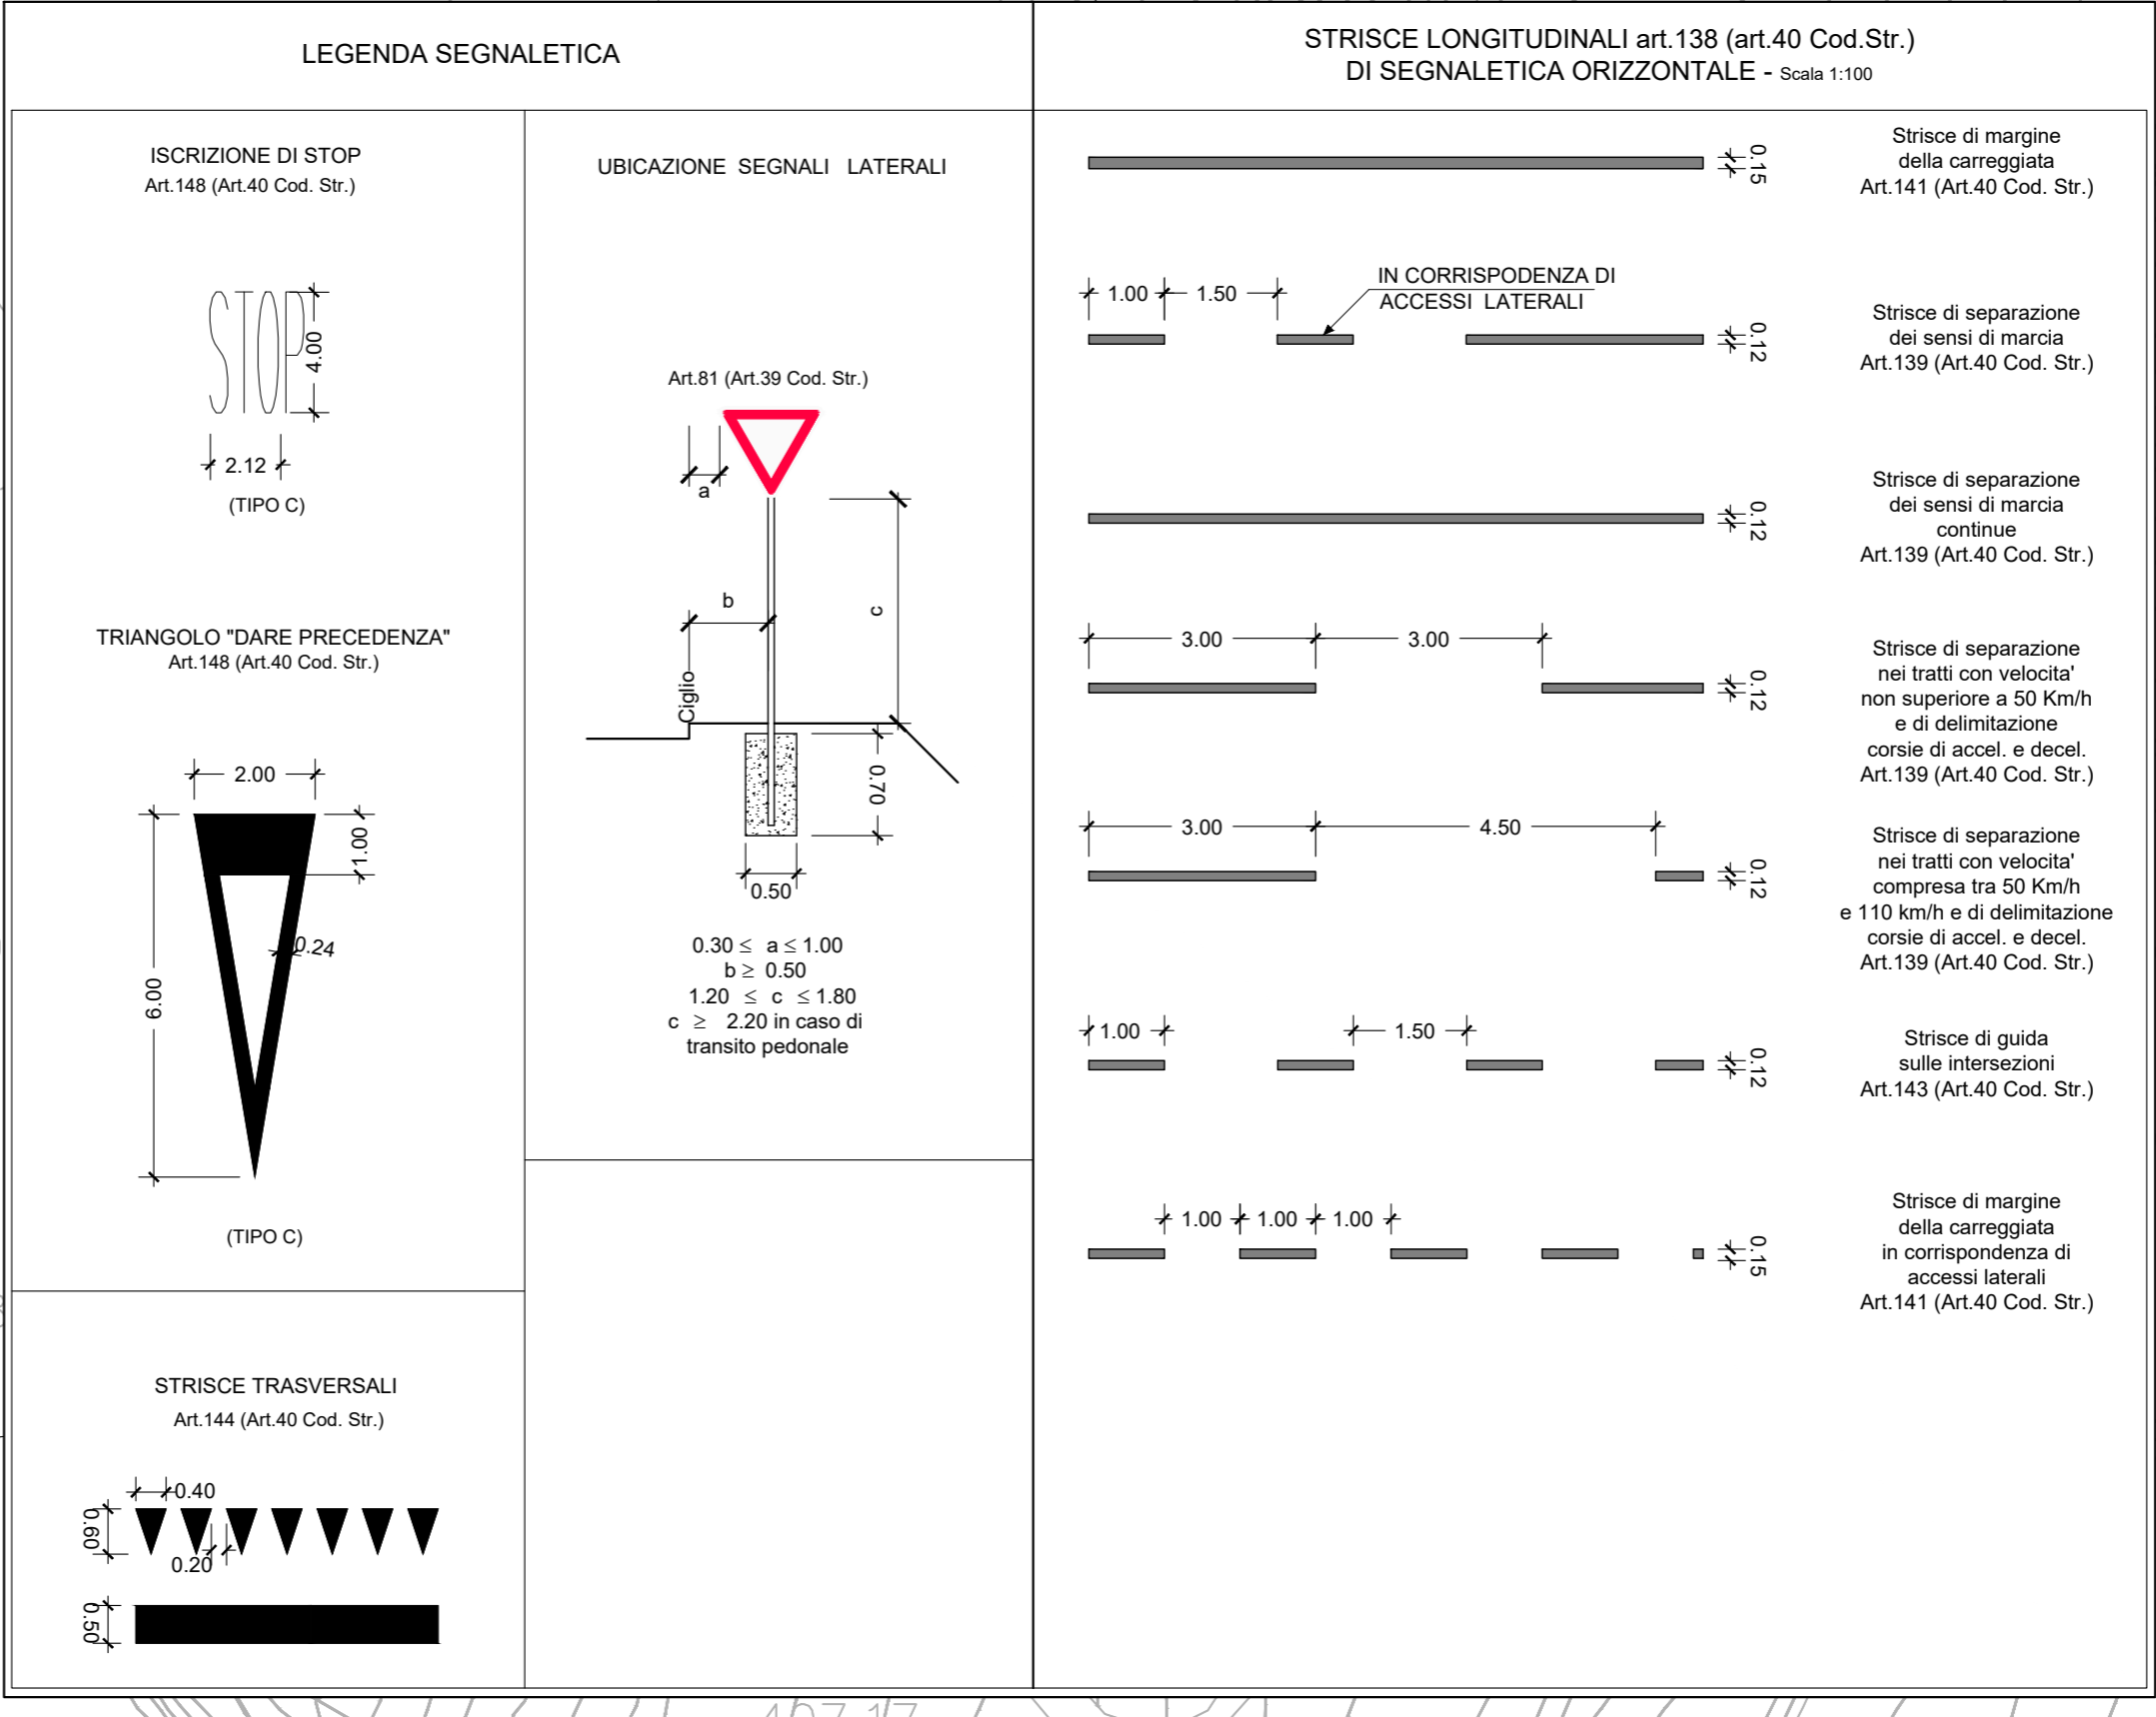 LEGENDA SEGNALETICA
ISCRIZIONE DI STOP
Art.148 (Art.40 Cod. Str.)
STOP
4.00
2.12
(TIPO C)
TRIANGOLO "DARE PRECEDENZA"
Art.148 (Art.40 Cod. Str.)
2.00
1.00
0.24
6.00
(TIPO C)
STRISCE TRASVERSALI
Art.144 (Art.40 Cod. Str.)
0.40
0.60
0.20
0.50
UBICAZIONE SEGNALI LATERALI
Art.81 (Art.39 Cod. Str.)
a
b
c
Ciglio
0.70
0.50
0.30 ≤ a ≤ 1.00
b ≥ 0.50
1.20 ≤ c ≤ 1.80
c ≥ 2.20 in caso di
transito pedonale
STRISCE LONGITUDINALI art.138 (art.40 Cod.Str.)
DI SEGNALETICA ORIZZONTALE - Scala 1:100
0.15
Strisce di margine
della carreggiata
Art.141 (Art.40 Cod. Str.)
1.00 1.50
IN CORRISPODENZA DI
ACCESSI LATERALI
0.12
Strisce di separazione
dei sensi di marcia
Art.139 (Art.40 Cod. Str.)
0.12
Strisce di separazione
dei sensi di marcia
continue
Art.139 (Art.40 Cod. Str.)
3.00 3.00
0.12
Strisce di separazione
nei tratti con velocita'
non superiore a 50 Km/h
e di delimitazione
corsie di accel. e decel.
Art.139 (Art.40 Cod. Str.)
3.00 4.50
0.12
Strisce di separazione
nei tratti con velocita'
compresa tra 50 Km/h
e 110 km/h e di delimitazione
corsie di accel. e decel.
Art.139 (Art.40 Cod. Str.)
1.00 1.50
0.12
Strisce di guida
sulle intersezioni
Art.143 (Art.40 Cod. Str.)
1.00 1.00 1.00
0.15
Strisce di margine
della carreggiata
in corrispondenza di
accessi laterali
Art.141 (Art.40 Cod. Str.)